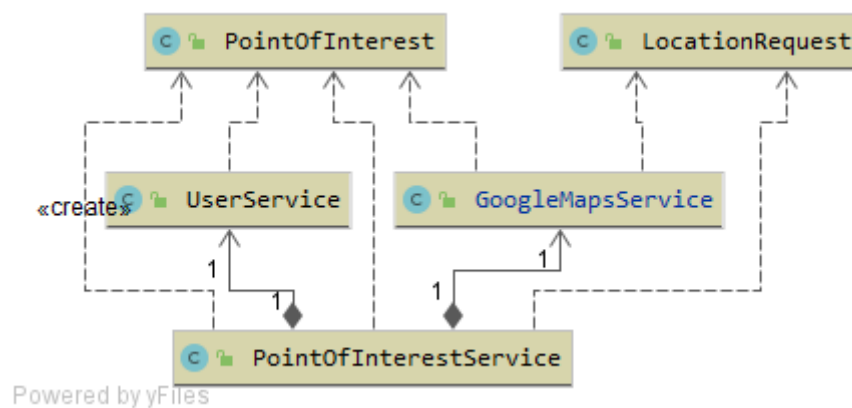 PointOfInterest
LocationRequest
UserService
GoogleMapsService
«create»
1
1
1
1
PointOfInterestService
Powered by yFiles